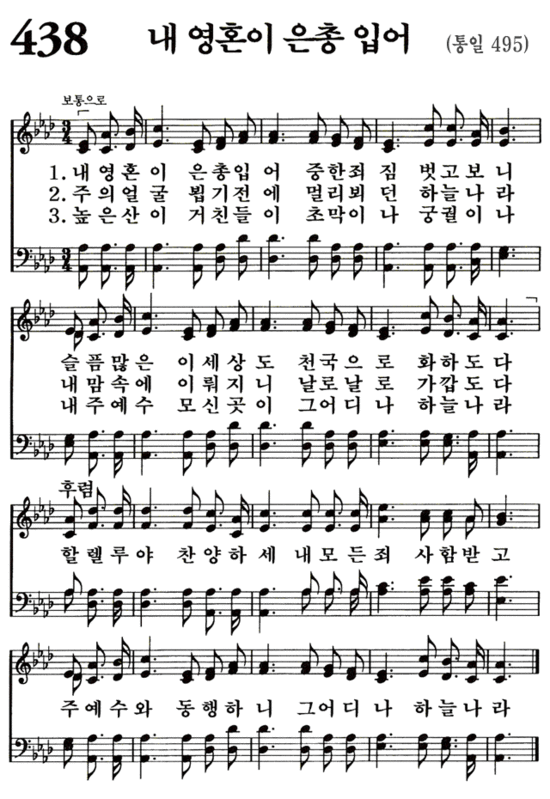 438 내 영혼이 은총 입어 (통일 495)
보통으로
1. 내 영 혼 이 은 총 입 어 중 한 죄 짐 벗 고 보 니
2. 주 의 얼 굴 뵙 기 전 에 멀 리 뵈 던 하 늘 나 라
3. 높 은 산 이 거 친 들 이 초 막 이 나 궁 궐 이 나
슬 픔 많 은 이 세 상 도 천 국 으 로 화 하 도 다
내 맘 속 에 이 뤄 지 니 날 로 날 로 가 깝 도 다
내 주 예 수 모 신 곳 이 그 어 디 나 하 늘 나 라
후렴
할 렐 루 야 찬 양 하 세 내 모 든 죄 사 함 받 고
주 예 수 와 동 행 하 니 그 어 디 나 하 늘 나 라